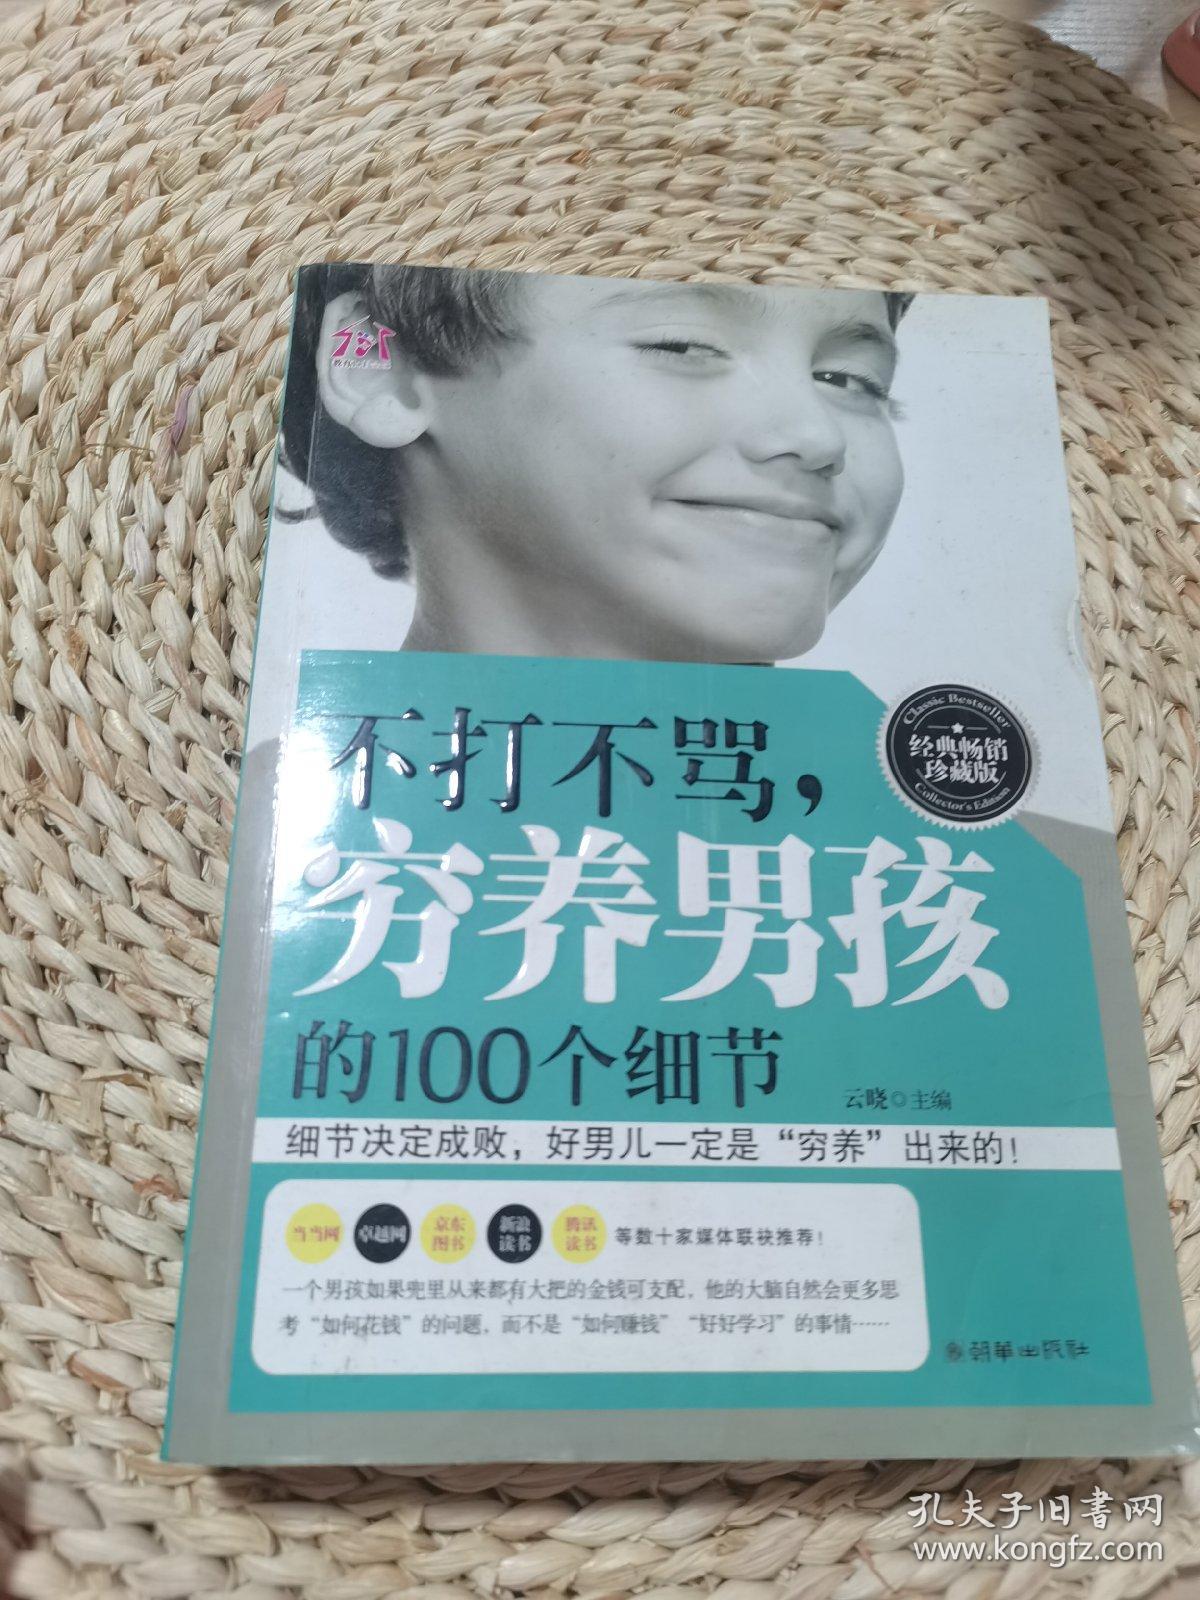 不打不骂，
Classic Bestseller
经典畅销
珍藏版
Collector's Edition
穷养男孩
的100个细节
云晓◎主编
细节决定成败，好男儿一定是“穷养”出来的！
当当网 卓越网 京东图书 新浪读书 腾讯读书 等数十家媒体联袂推荐！
一个男孩如果兜里从来都有大把的金钱可支配，他的大脑自然会更多思
考“如何花钱”的问题，而不是“如何赚钱”“好好学习”的事情……
朝华出版社
孔夫子旧书网
www.kongfz.com